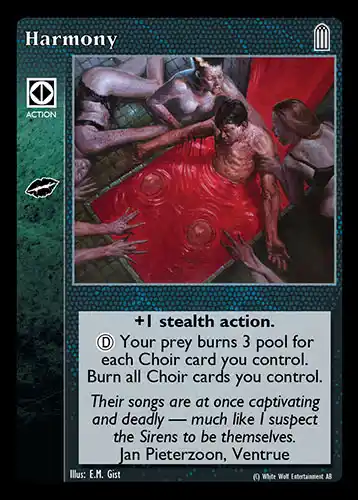 Harmony
ACTION
+1 stealth action.
Ⓓ Your prey burns 3 pool for
each Choir card you control.
Burn all Choir cards you control.
Their songs are at once captivating
and deadly — much like I suspect
the Sirens to be themselves.
Jan Pieterzoon, Ventrue
Illus: E.M. Gist
(C) White Wolf Entertainment AB